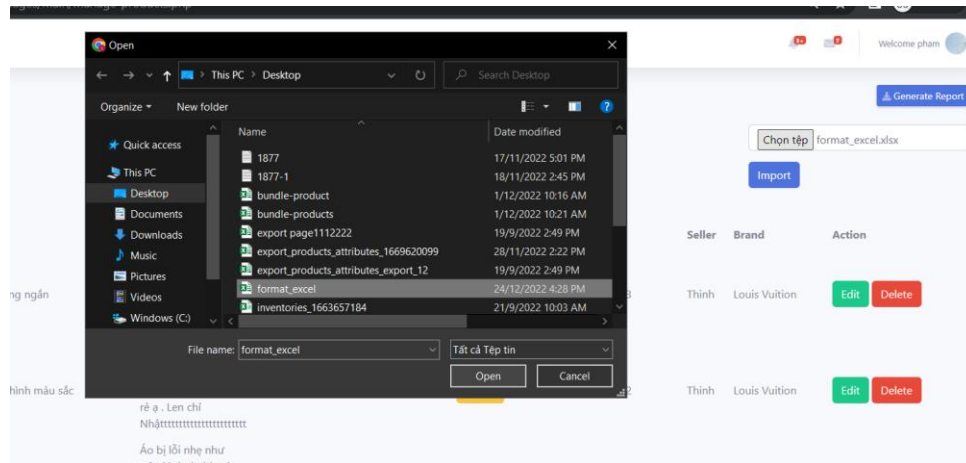 Open
Welcome pham
This PC > Desktop
Search Desktop
Organize
New folder
Generate Report
Name
Date modified
Quick access
This PC
Desktop
Documents
Downloads
Music
Pictures
Videos
Windows (C:)
1877 17/11/2022 5:01 PM
1877-1 18/11/2022 2:45 PM
bundle-product 1/12/2022 10:16 AM
bundle-products 1/12/2022 10:21 AM
export page1112222 19/9/2022 2:49 PM
export_products_attributes_1669620099 28/11/2022 2:22 PM
export_products_attributes_export_12 19/9/2022 2:49 PM
format_excel 24/12/2022 4:28 PM
inventories_1663657184 21/9/2022 10:03 AM
File name: format_excel
Tất cả Tệp tin
Open
Cancel
Chọn tệp format_excel.xlsx
Import
Seller Brand Action
ngắn
Thinh Louis Vuition Edit Delete
hình màu sắc
Thinh Louis Vuition Edit Delete
rẻ ạ . Len chỉ
Áo bị lỗi nhẹ như